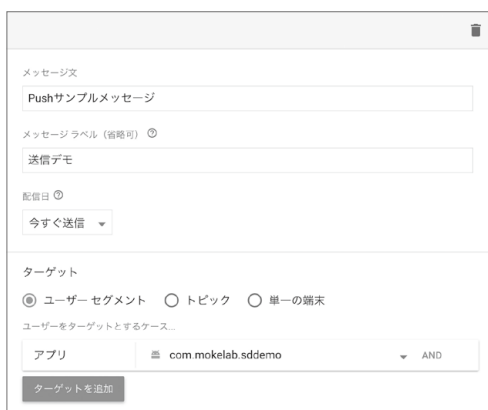 メッセージ文
Pushサンプルメッセージ
メッセージ ラベル（省略可）
送信デモ
配信日
今すぐ送信
ターゲット
ユーザー セグメント トピック 単一の端末
ユーザーをターゲットとするケース...
アプリ com.mokelab.sddemo AND
ターゲットを追加